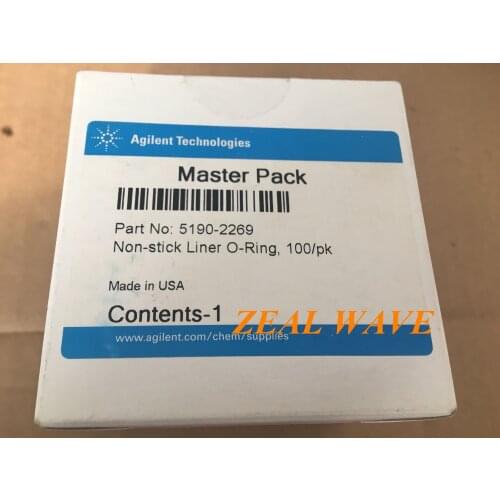 Agilent Technologies
Master Pack
Part No: 5190-2269
Non-stick Liner O-Ring, 100/pk
Made in USA
Contents-1
ZEAL WAVE
www.agilent.com/chem/supplies